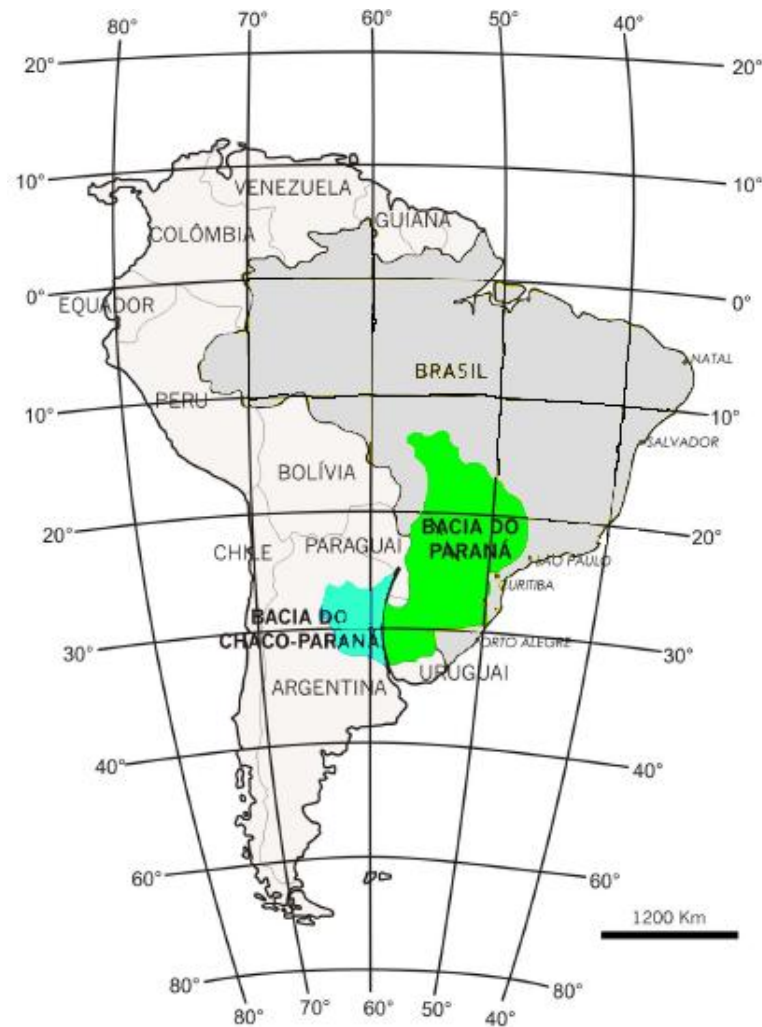 80° 70° 60° 50° 40°
20° 20°
10° 10°
VENEZUELA
GUIANA
COLÔMBIA
0° 0°
EQUADOR
BRASIL
NATAL
PERU
10° 10°
SALVADOR
BOLÍVIA
20° 20°
BACIA DO
PARANÁ
CHILE
PARAGUAI
SÃO PAULO
CURITIBA
BACIA DO
CHACO-PARANÁ
30° 30°
ORTO ALEGRE
URUGUAI
ARGENTINA
40° 40°
60° 60°
1200 Km
80° 80°
80° 70° 60° 50° 40°